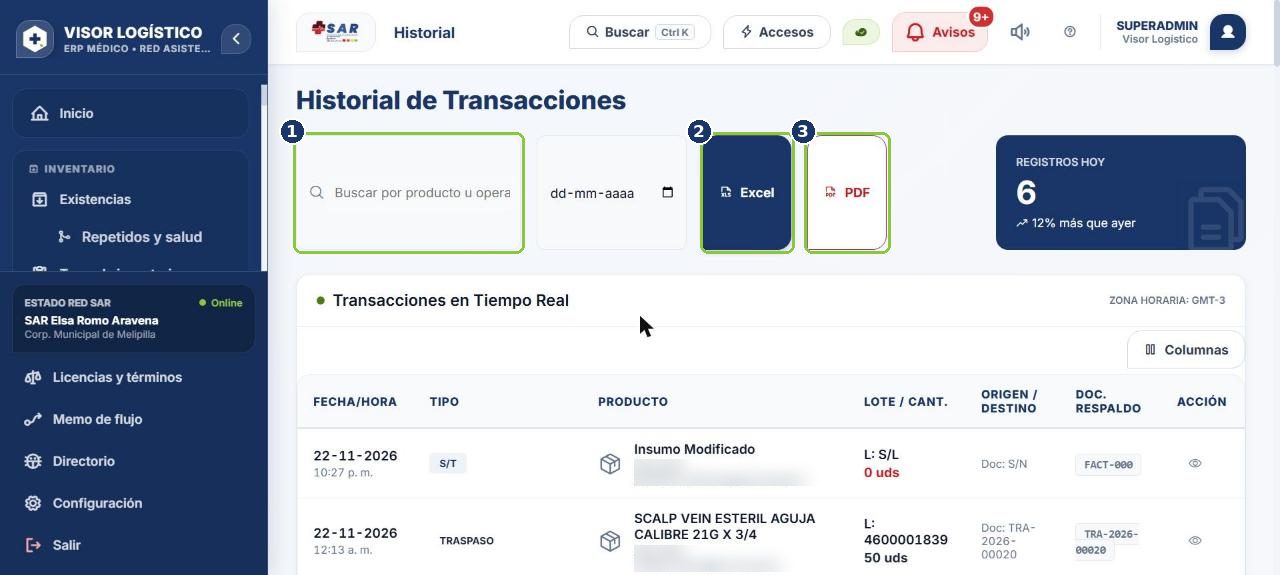 VISOR LOGÍSTICO
ERP MÉDICO • RED ASISTE...
Inicio
INVENTARIO
Existencias
Repetidos y salud
ESTADO RED SAR
Online
SAR Elsa Romo Aravena
Corp. Municipal de Melipilla
Licencias y términos
Memo de flujo
Directorio
Configuración
Salir
SAR
Historial
Buscar Ctrl K
Accesos
Avisos
9+
SUPERADMIN
Visor Logístico
Historial de Transacciones
1
Buscar por producto u opera
dd-mm-aaaa
2
Excel
3
PDF
REGISTROS HOY
6
12% más que ayer
Transacciones en Tiempo Real
ZONA HORARIA: GMT-3
Columnas
FECHA/HORA TIPO PRODUCTO LOTE / CANT. ORIGEN / DESTINO DOC. RESPALDO ACCIÓN
22-11-2026
10:27 p. m.
S/T
Insumo Modificado
L: S/L
0 uds
Doc: S/N
FACT-000
22-11-2026
12:13 a. m.
TRASPASO
SCALP VEIN ESTERIL AGUJA
CALIBRE 21G X 3/4
L:
4600001839
50 uds
Doc: TRA-
2026-
00020
TRA-2026-
00020